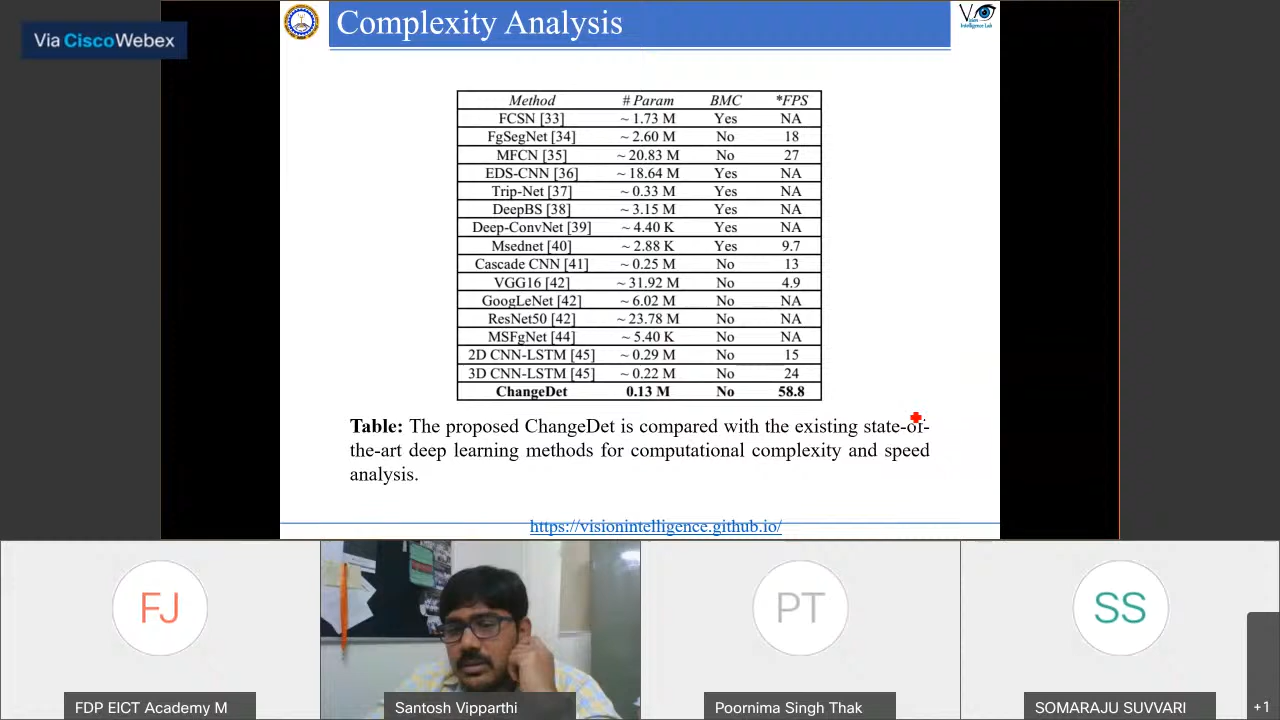 Complexity Analysis
Vision
Intelligence Lab
Via CiscoWebex
Method # Param BMC *FPS
FCSN [33] ~ 1.73 M Yes NA
FgSegNet [34] ~ 2.60 M No 18
MFCN [35] ~ 20.83 M No 27
EDS-CNN [36] ~ 18.64 M Yes NA
Trip-Net [37] ~ 0.33 M Yes NA
DeepBS [38] ~ 3.15 M Yes NA
Deep-ConvNet [39] ~ 4.40 K Yes NA
Msednet [40] ~ 2.88 K Yes 9.7
Cascade CNN [41] ~ 0.25 M No 13
VGG16 [42] ~ 31.92 M No 4.9
GoogLeNet [42] ~ 6.02 M No NA
ResNet50 [42] ~ 23.78 M No NA
MSFgNet [44] ~ 5.40 K No NA
2D CNN-LSTM [45] ~ 0.29 M No 15
3D CNN-LSTM [45] ~ 0.22 M No 24
ChangeDet 0.13 M No 58.8
Table: The proposed ChangeDet is compared with the existing state-of-
the-art deep learning methods for computational complexity and speed
analysis.
https://visionintelligence.github.io/
FJ
PT
SS
FDP EICT Academy M
Santosh Vipparthi
Poornima Singh Thak
SOMARAJU SUVVARI
+1